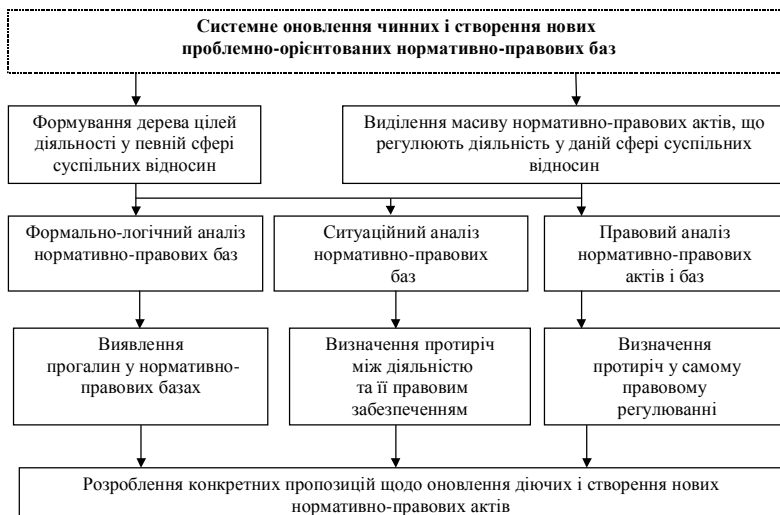 Системне оновлення чинних і створення нових
проблемно-орієнтованих нормативно-правових баз
Формування дерева цілей
діяльності у певній сфері
суспільних відносин
Виділення масиву нормативно-правових актів, що
регулюють діяльність у даній сфері суспільних
відносин
Формально-логічний аналіз
нормативно-правових баз
Ситуаційний аналіз
нормативно-правових
баз
Правовий аналіз
нормативно-правових
актів і баз
Виявлення
прогалин у нормативно-
правових базах
Визначення протиріч
між діяльністю
та її правовим
забезпеченням
Визначення
протиріч у самому
правовому
регулюванні
Розроблення конкретних пропозицій щодо оновлення діючих і створення нових
нормативно-правових актів